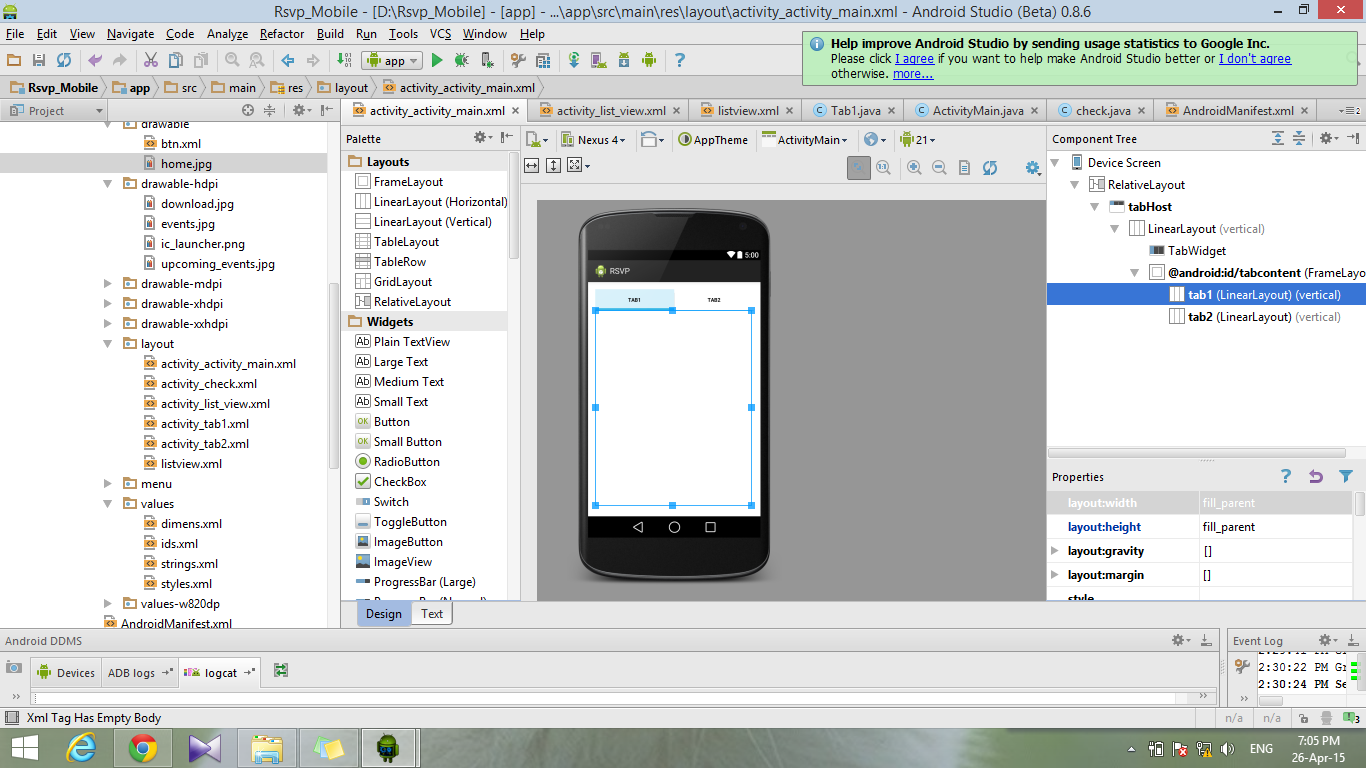 Rsvp_Mobile - [D:\Rsvp_Mobile] - [app] - ...\app\src\main\res\layout\activity_activity_main.xml - Android Studio (Beta) 0.8.6
File Edit View Navigate Code Analyze Refactor Build Run Tools VCS Window Help
Help improve Android Studio by sending usage statistics to Google Inc.
Please click I agree if you want to help make Android Studio better or I don't agree
otherwise. more...
app
Rsvp_Mobile app src main res layout activity_activity_main.xml
Project
activity_activity_main.xml activity_list_view.xml listview.xml Tab1.java ActivityMain.java check.java AndroidManifest.xml
2
drawable
btn.xml
home.jpg
drawable-hdpi
download.jpg
events.jpg
ic_launcher.png
upcoming_events.jpg
drawable-mdpi
drawable-xhdpi
drawable-xxhdpi
layout
activity_activity_main.xml
activity_check.xml
activity_list_view.xml
activity_tab1.xml
activity_tab2.xml
listview.xml
menu
values
dimens.xml
ids.xml
strings.xml
styles.xml
values-w820dp
AndroidManifest.xml
Palette
Layouts
FrameLayout
LinearLayout (Horizontal)
LinearLayout (Vertical)
TableLayout
TableRow
GridLayout
RelativeLayout
Widgets
Ab Plain TextView
Ab Large Text
Ab Medium Text
Ab Small Text
OK Button
OK Small Button
RadioButton
CheckBox
Switch
ToggleButton
ImageButton
ImageView
ProgressBar (Large)
Design Text
Nexus 4 AppTheme ActivityMain 21
1:1
5:00
RSVP
TAB1 TAB2
Component Tree
Device Screen
RelativeLayout
tabHost
LinearLayout (vertical)
TabWidget
@android:id/tabcontent (FrameLayo
tab1 (LinearLayout) (vertical)
tab2 (LinearLayout) (vertical)
Properties
layout:width fill_parent
layout:height fill_parent
layout:gravity []
layout:margin []
style
Android DDMS
Devices ADB logs logcat
Event Log
2:30:22 PM Gr
2:30:24 PM Se
Xml Tag Has Empty Body
n/a n/a 3
ENG
7:05 PM
26-Apr-15